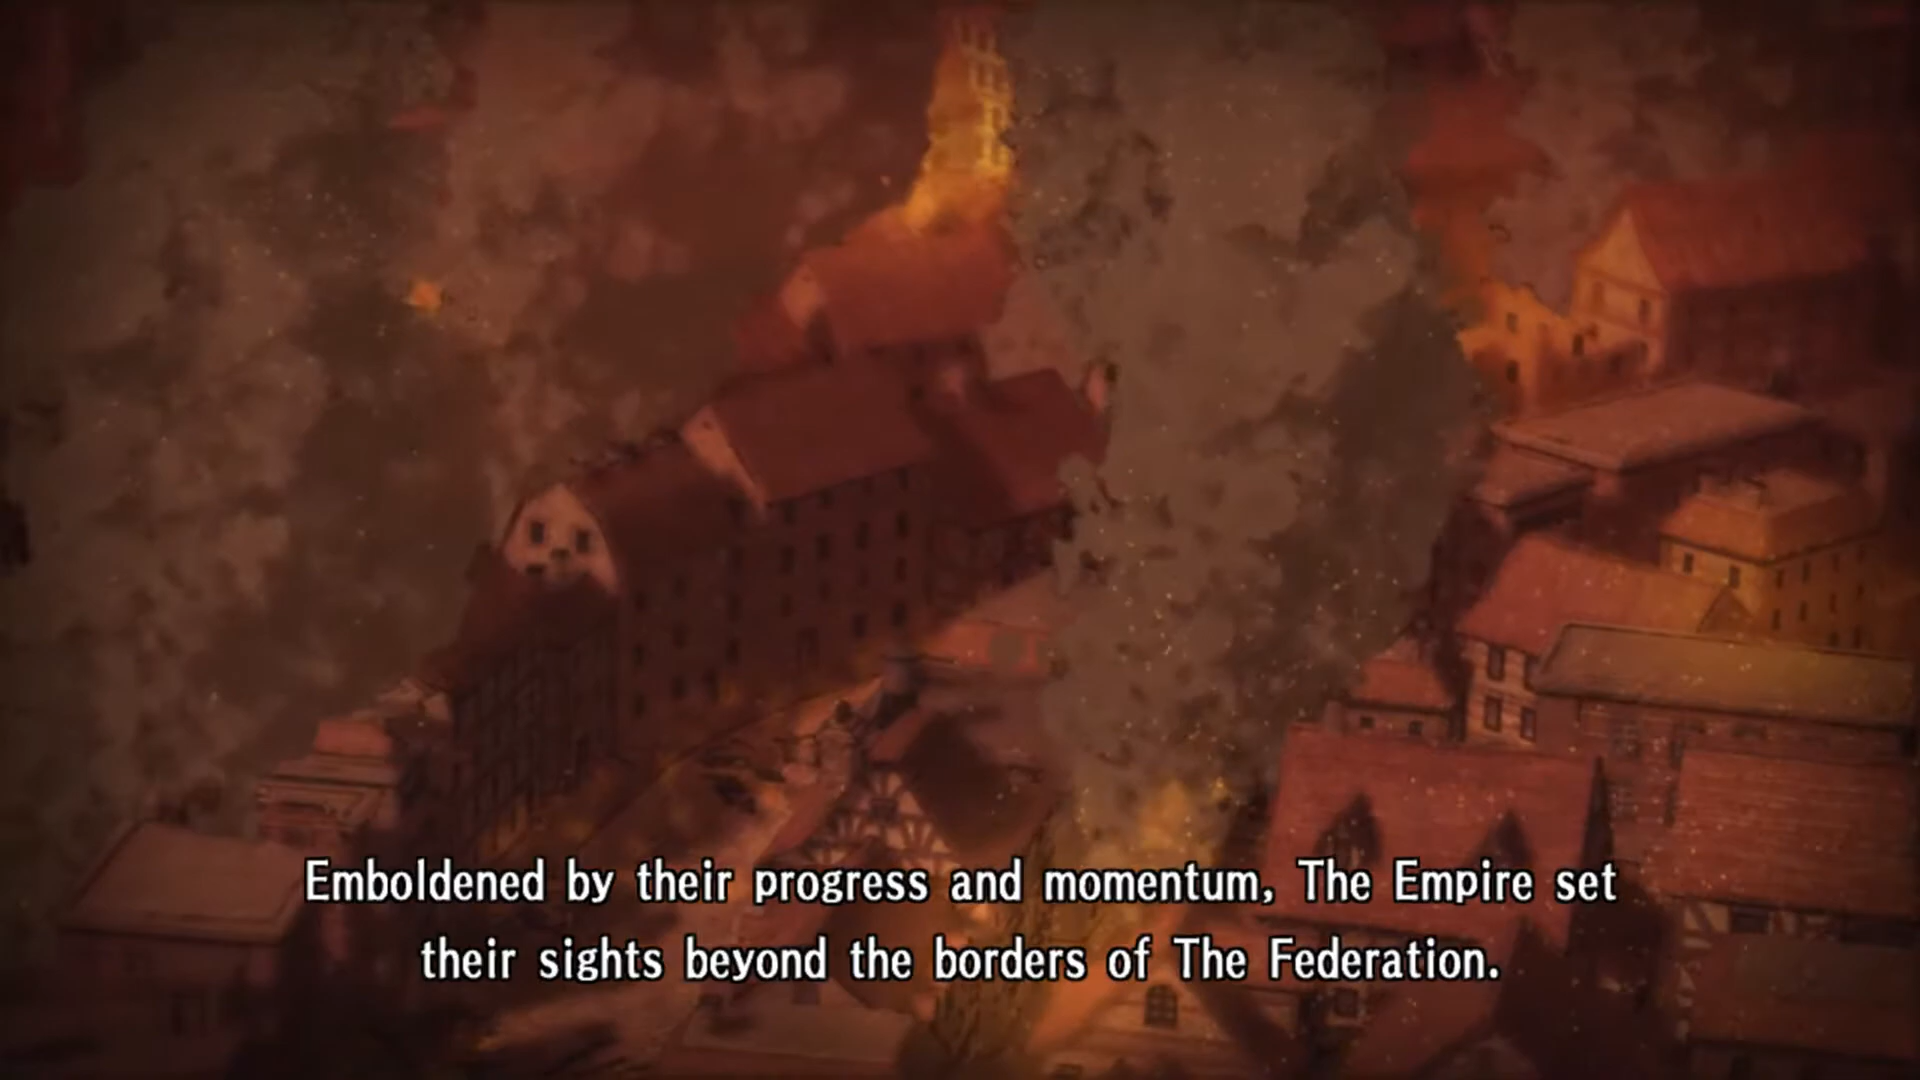 Emboldened by their progress and momentum, The Empire set
their sights beyond the borders of The Federation.